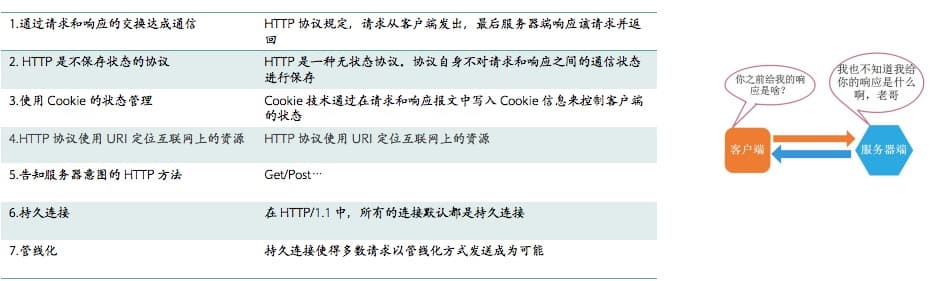 1.通过请求和响应的交换达成通信
HTTP 协议规定，请求从客户端发出，最后服务器端响应该请求并返
回
2. HTTP 是不保存状态的协议
HTTP 是一种无状态协议，协议自身不对请求和响应之间的通信状态
进行保存
3.使用 Cookie 的状态管理
Cookie 技术通过在请求和响应报文中写入 Cookie 信息来控制客户端
的状态
4.HTTP 协议使用 URI 定位互联网上的资源
HTTP 协议使用 URI 定位互联网上的资源
5.告知服务器意图的 HTTP 方法
Get/Post…
6.持久连接
在 HTTP/1.1 中，所有的连接默认都是持久连接
7.管线化
持久连接使得多数请求以管线化方式发送成为可能
你之前给我的响
应是啥？
我也不知道我给
你的响应是什么
啊，老哥
客户端
服务器端